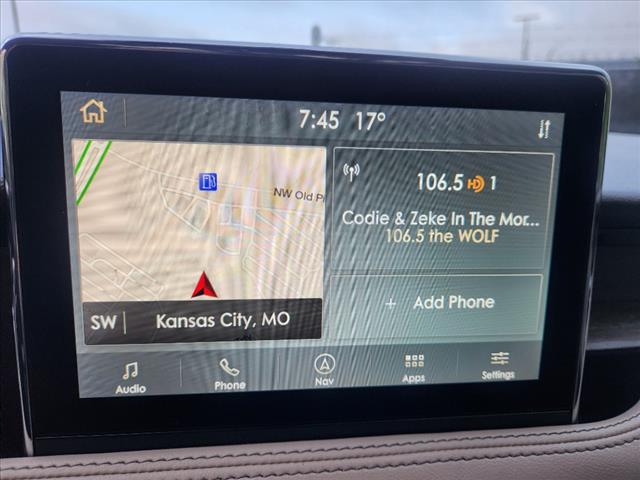 7:45 17°
NW Old P
SW Kansas City, MO
106.5 HD 1
Codie & Zeke In The Mor...
106.5 the WOLF
+ Add Phone
Audio Phone Nav Apps Settings